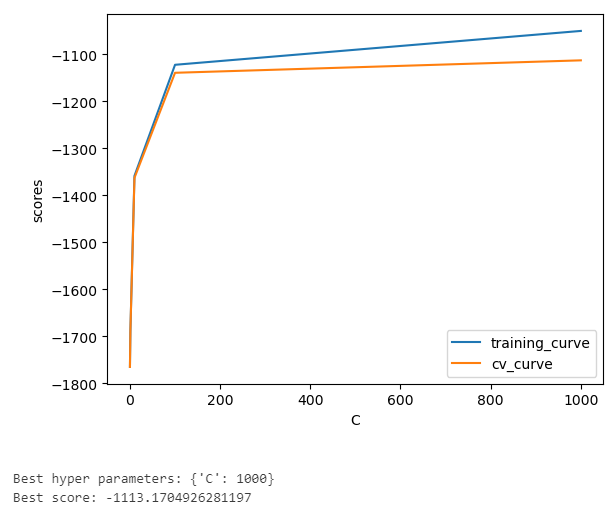 −1100
−1200
−1300
−1400
−1500
−1600
−1700
−1800
scores
0
200
400
600
800
1000
C
training_curve
cv_curve
Best hyper parameters: {'C': 1000}
Best score: -1113.1704926281197